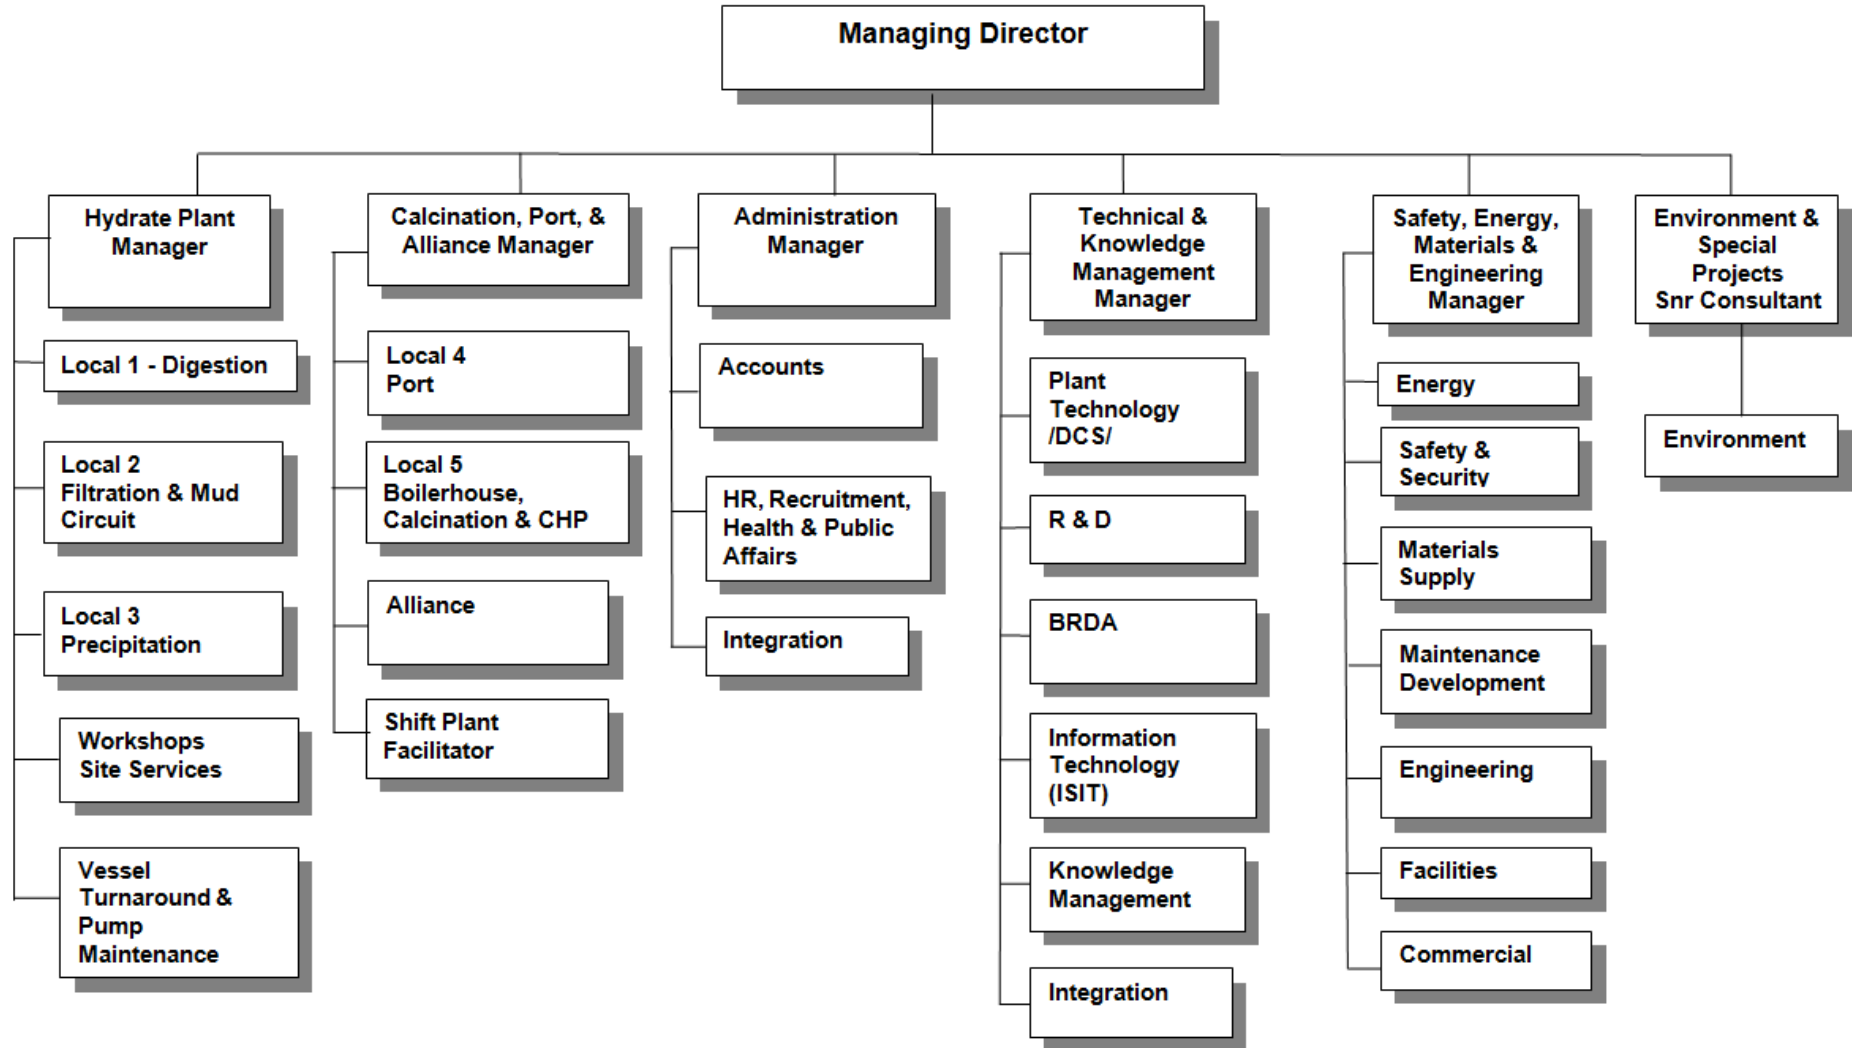 Managing Director
Hydrate Plant
Manager
Local 1 - Digestion
Local 2
Filtration & Mud
Circuit
Local 3
Precipitation
Workshops
Site Services
Vessel
Turnaround &
Pump
Maintenance
Calcination, Port, &
Alliance Manager
Local 4
Port
Local 5
Boilerhouse,
Calcination & CHP
Alliance
Shift Plant
Facilitator
Administration
Manager
Accounts
HR, Recruitment,
Health & Public
Affairs
Integration
Technical &
Knowledge
Management
Manager
Plant
Technology
/DCS/
R & D
BRDA
Information
Technology
(ISIT)
Knowledge
Management
Integration
Safety, Energy,
Materials &
Engineering
Manager
Energy
Safety &
Security
Materials
Supply
Maintenance
Development
Engineering
Facilities
Commercial
Environment &
Special
Projects
Snr Consultant
Environment